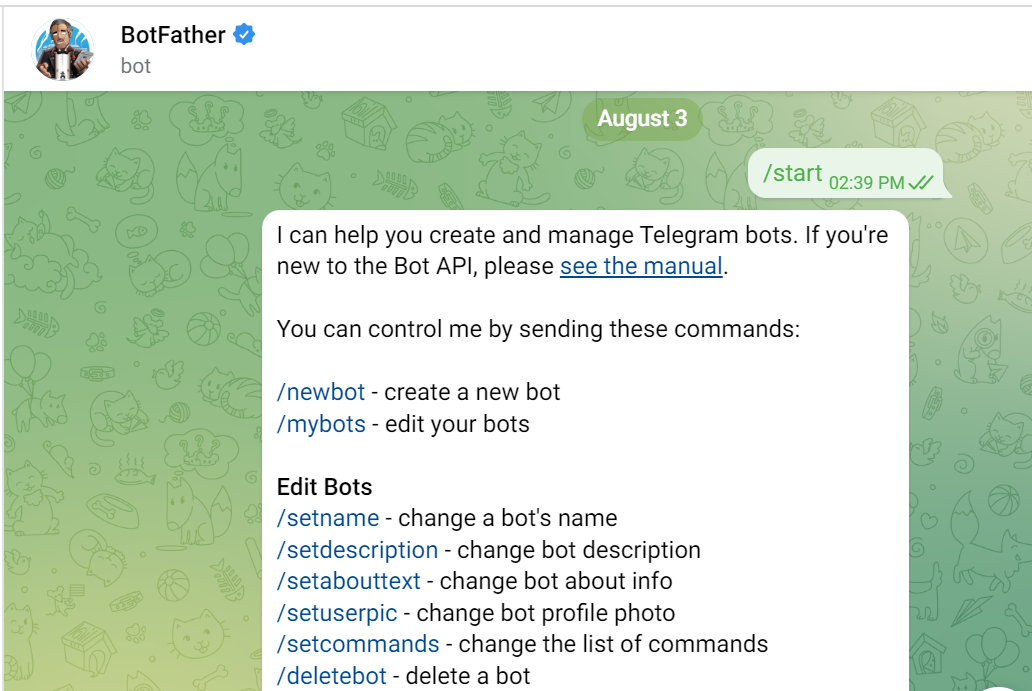 BotFather
bot
August 3
/start 02:39 PM
I can help you create and manage Telegram bots. If you're
new to the Bot API, please see the manual.
You can control me by sending these commands:
/newbot - create a new bot
/mybots - edit your bots
Edit Bots
/setname - change a bot's name
/setdescription - change bot description
/setabouttext - change bot about info
/setuserpic - change bot profile photo
/setcommands - change the list of commands
/deletebot - delete a bot